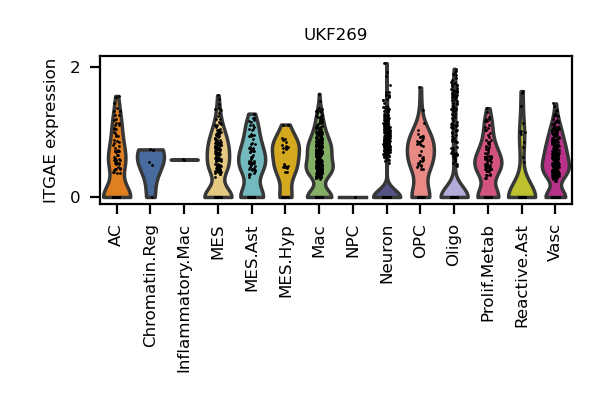 UKF269
ITGAE expression
2
0
AC
Chromatin.Reg
Inflammatory.Mac
MES
MES.Ast
MES.Hyp
Mac
NPC
Neuron
OPC
Oligo
Prolif.Metab
Reactive.Ast
Vasc